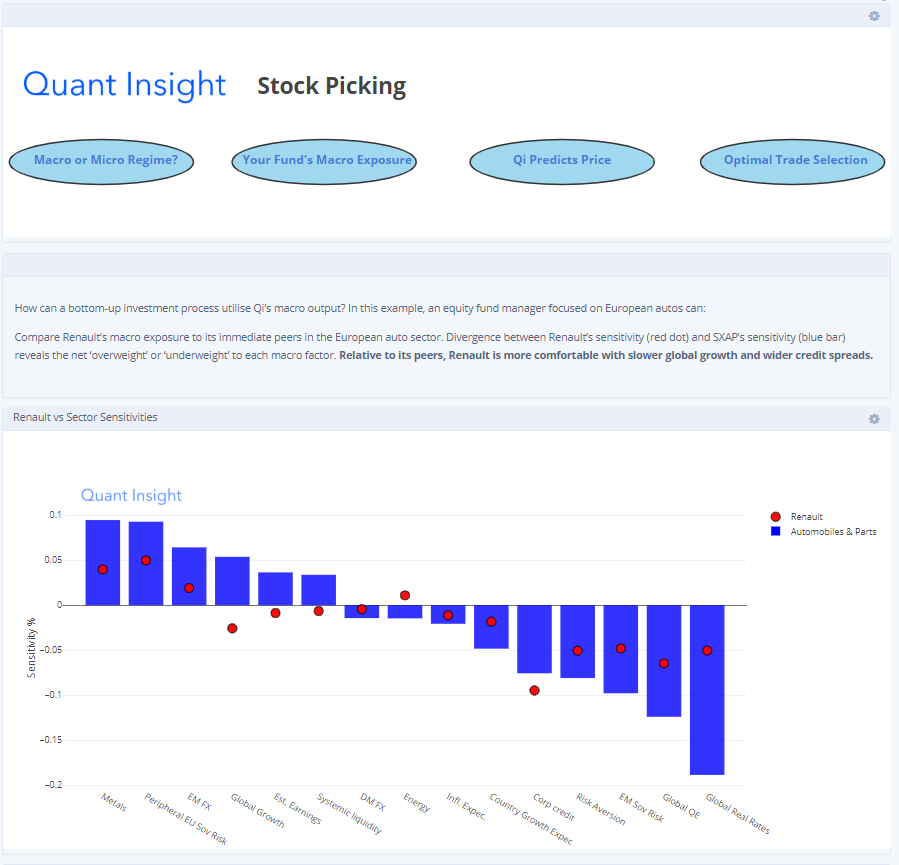 Quant Insight Stock Picking
Macro or Micro Regime?
Your Fund's Macro Exposure
Qi Predicts Price
Optimal Trade Selection
How can a bottom-up investment process utilise Qi's macro output? In this example, an equity fund manager focused on European autos can:
Compare Renault's macro exposure to its immediate peers in the European auto sector. Divergence between Renault's sensitivity (red dot) and SXAP's sensitivity (blue bar)
reveals the net 'overweight' or 'underweight' to each macro factor. Relative to its peers, Renault is more comfortable with slower global growth and wider credit spreads.
Renault vs Sector Sensitivities
Quant Insight
Renault
Automobiles & Parts
Sensitivity %
0.1
0.05
0
−0.05
−0.1
−0.15
−0.2
Metals
Peripheral EU Sov Risk
EM FX
Global Growth
Est. Earnings
Systemic liquidity
DM FX
Energy
Infl. Expec.
Country Growth Expec.
Corp credit
Risk Aversion
EM Sov Risk
Global QE
Global Real Rates